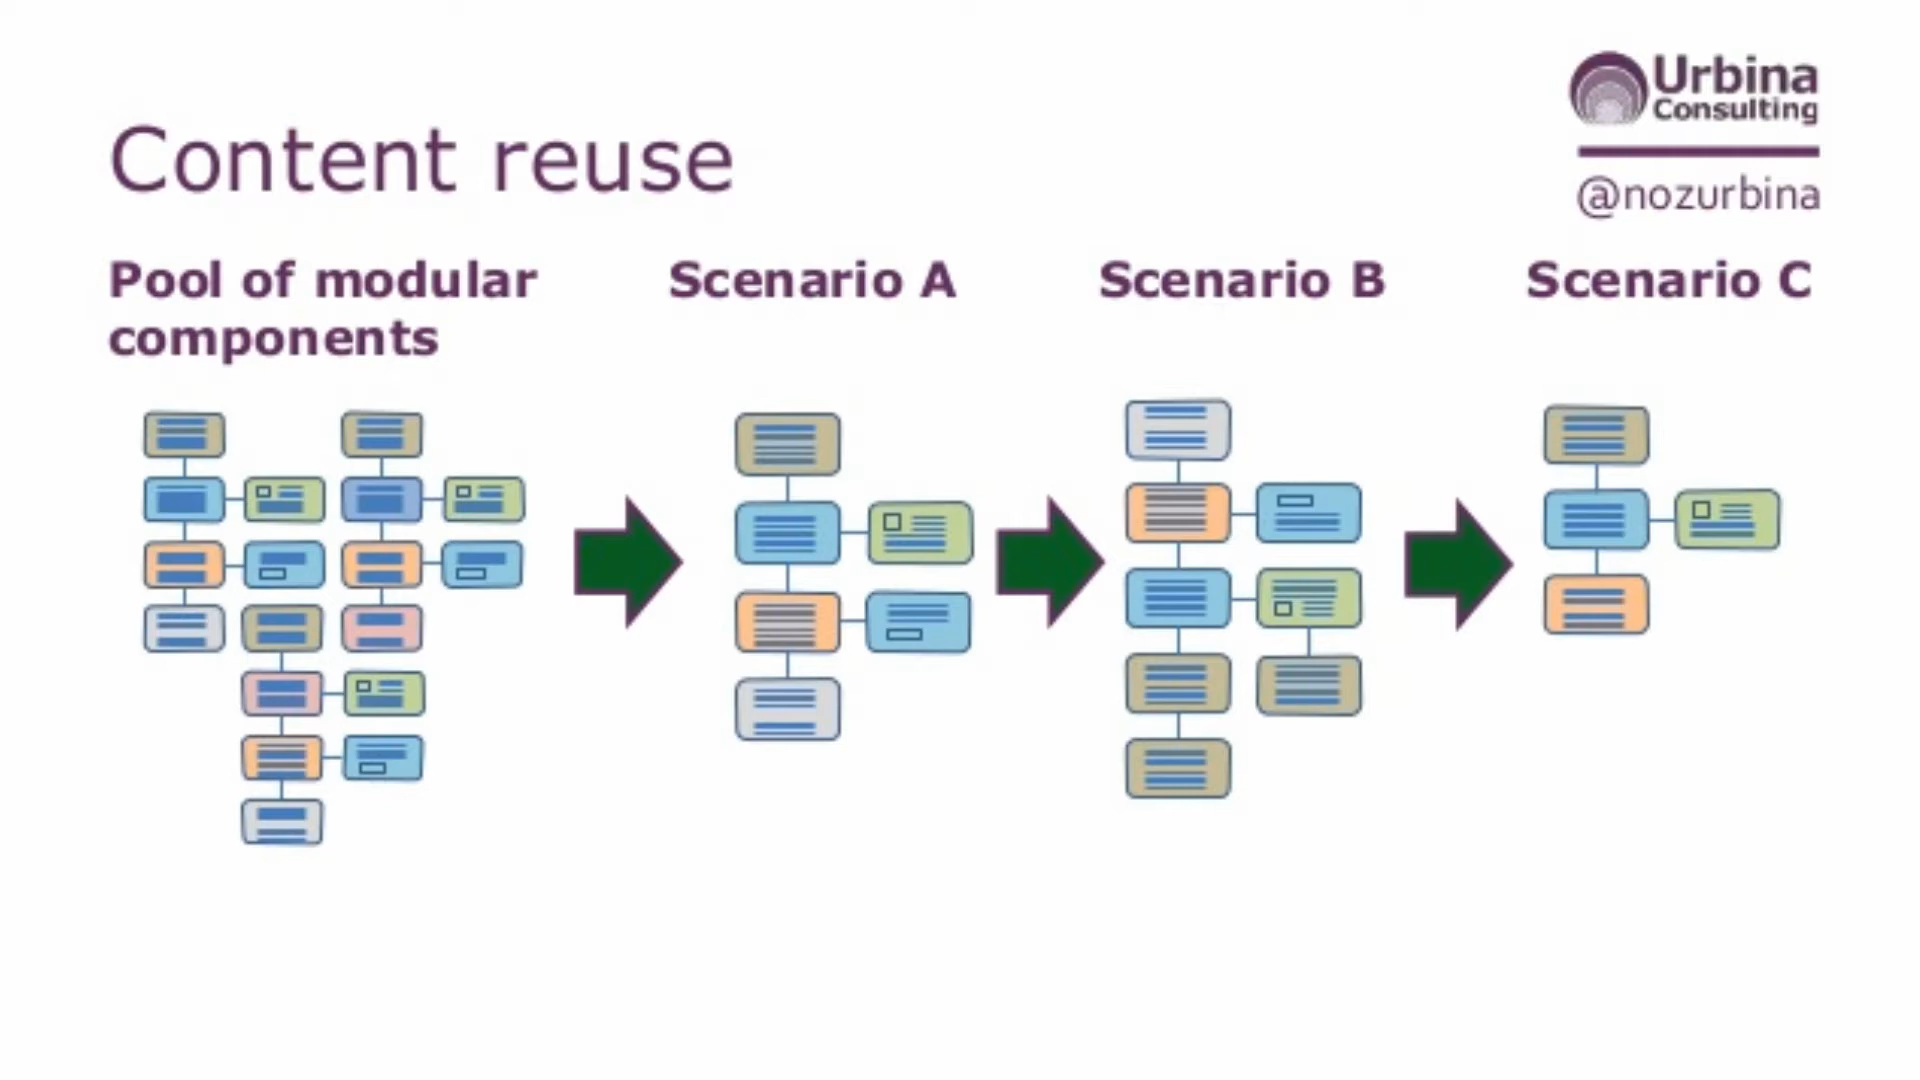 Urbina
Consulting
@nozurbina
Content reuse
Pool of modular
components
Scenario A
Scenario B
Scenario C